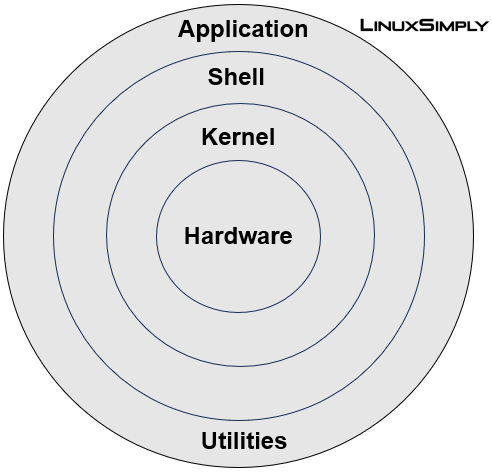 Application
LinuxSimply
Shell
Kernel
Hardware
Utilities